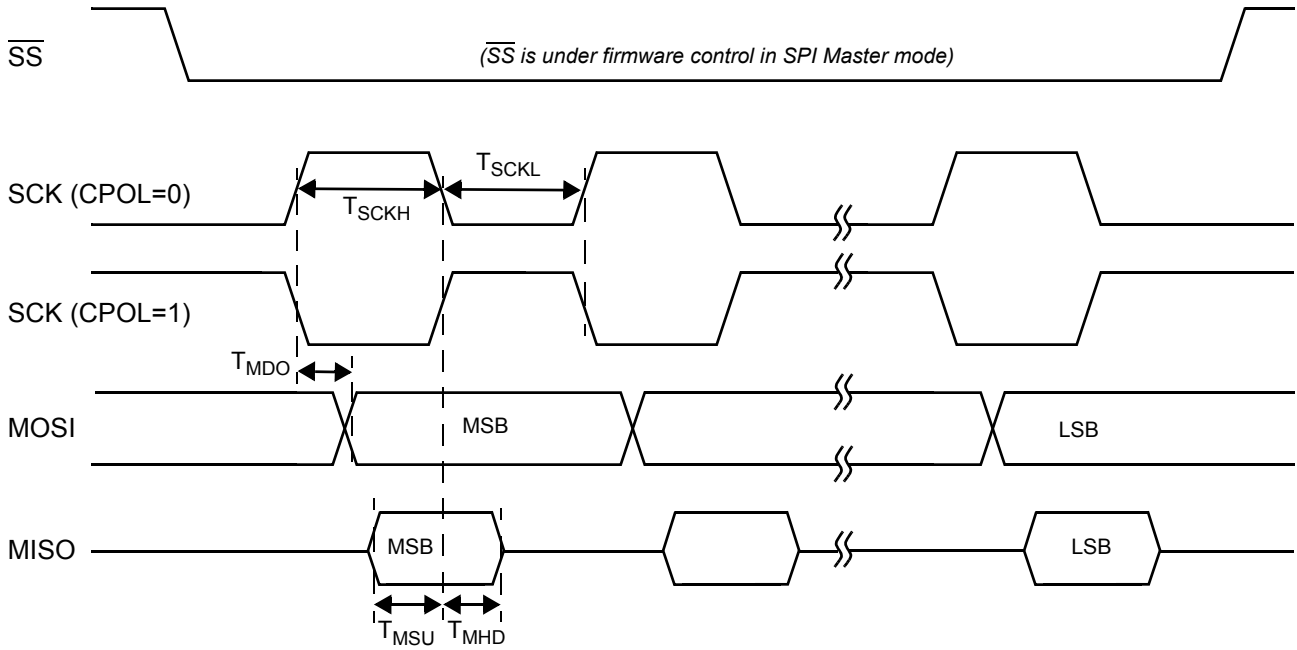 SS
(SS is under firmware control in SPI Master mode)
SCK (CPOL=0)
TSCKH
TSCKL
SCK (CPOL=1)
TMDO
MOSI
MSB
LSB
MISO
MSB
LSB
TMSU
TMHD